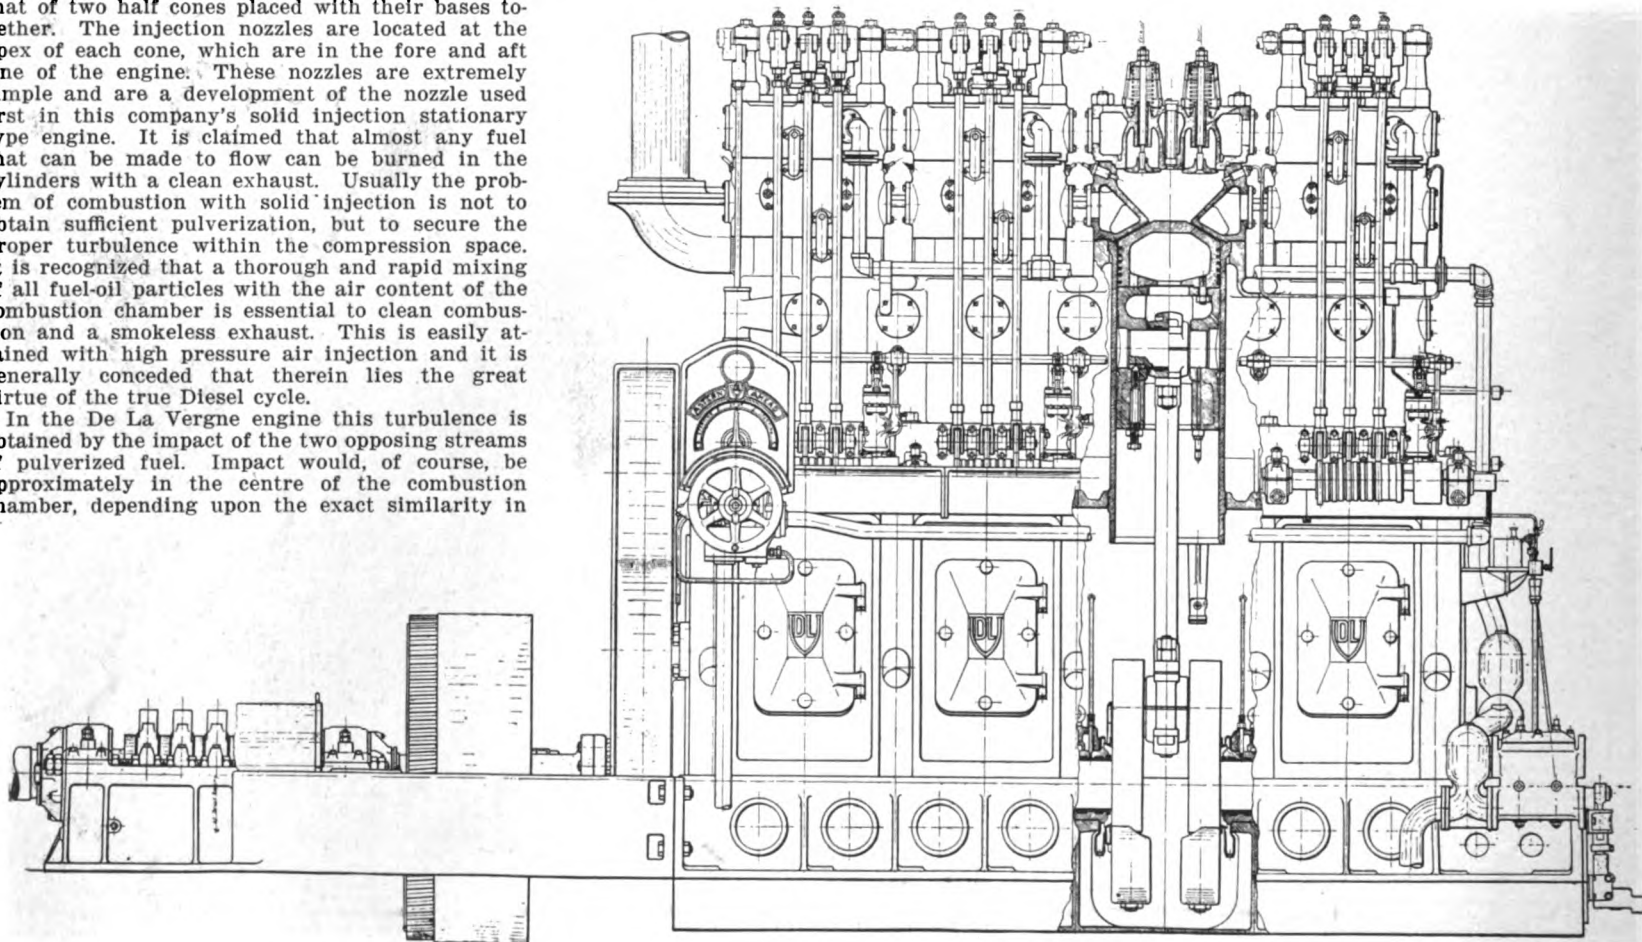 hat of two half cones placed with their bases to-
ether. The injection nozzles are located at the
pex of each cone, which are in the fore and aft
ne of the engine. These nozzles are extremely
mple and are a development of the nozzle used
rst in this company's solid injection stationary
ype engine. It is claimed that almost any fuel
hat can be made to flow can be burned in the
ylinders with a clean exhaust. Usually the prob-
em of combustion with solid injection is not to
btain sufficient pulverization, but to secure the
roper turbulence within the compression space.
t is recognized that a thorough and rapid mixing
f all fuel-oil particles with the air content of the
ombustion chamber is essential to clean combus-
ion and a smokeless exhaust. This is easily at-
ained with high pressure air injection and it is
enerally conceded that therein lies the great
irtue of the true Diesel cycle.
In the De La Vergne engine this turbulence is
btained by the impact of the two opposing streams
f pulverized fuel. Impact would, of course, be
pproximately in the centre of the combustion
hamber, depending upon the exact similarity in
ASTERN AHEAD
DLV DLV DLV